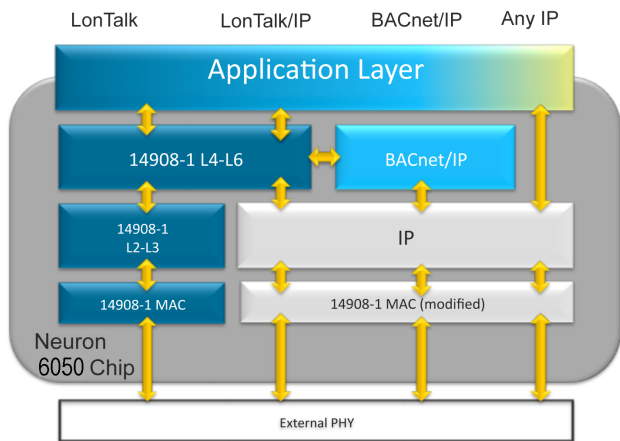 LonTalk LonTalk/IP BACnet/IP Any IP
Application Layer
14908-1 L4-L6
BACnet/IP
14908-1
L2-L3
IP
14908-1 MAC
14908-1 MAC (modified)
Neuron
6050 Chip
External PHY